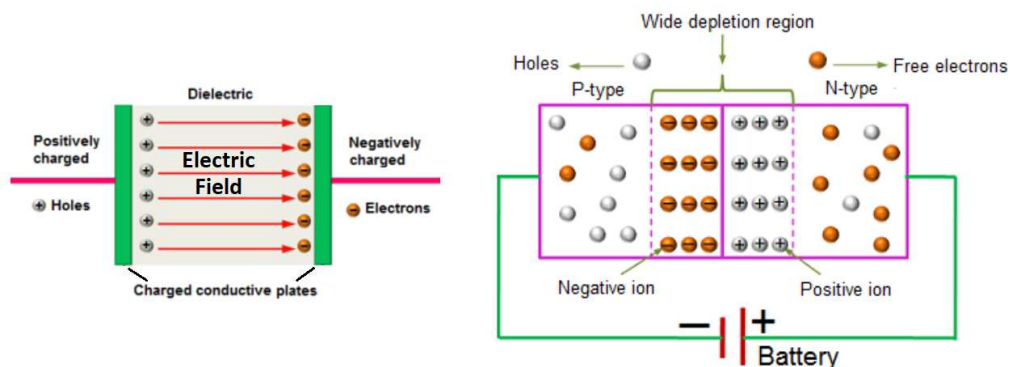 Dielectric
Positively
charged
Holes
Electric
Field
Negatively
charged
Electrons
Charged conductive plates
Wide depletion region
Holes
Free electrons
P-type
N-type
Negative ion
Positive ion
− +
Battery